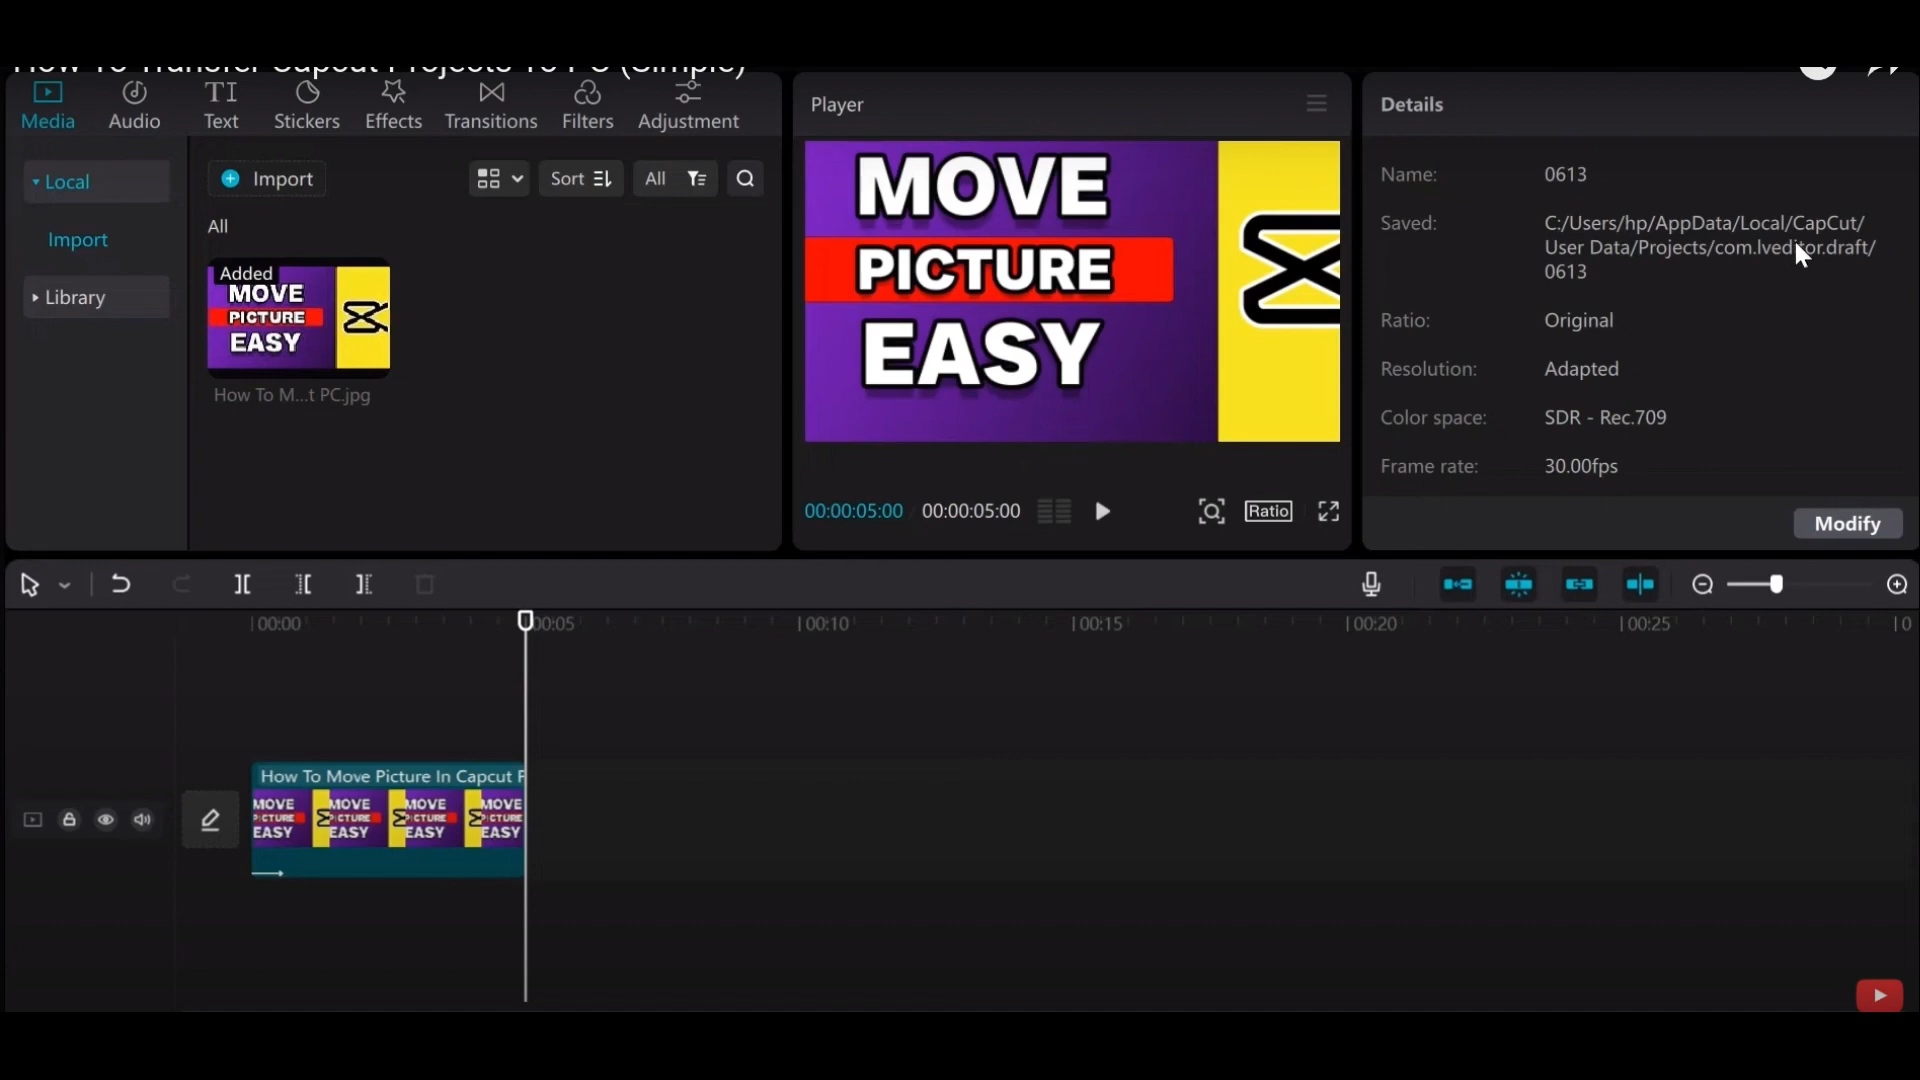 How To Transfer Capcut Projects To PC (Simple)
Media
Audio
Text
Stickers
Effects
Transitions
Filters
Adjustment
Local
Import
Library
Import
Sort
All
All
Added
MOVE
PICTURE
EASY
How To M...t PC.jpg
Player
MOVE
PICTURE
EASY
00:00:05:00
00:00:05:00
Ratio
Details
Name:
0613
Saved:
C:/Users/hp/AppData/Local/CapCut/
User Data/Projects/com.lveditor.draft/
0613
Ratio:
Original
Resolution:
Adapted
Color space:
SDR - Rec.709
Frame rate:
30.00fps
Modify
00:00
00:05
00:10
00:15
00:20
00:25
0
How To Move Picture In Capcut P
MOVE MOVE MOVE MOVE
PICTURE PICTURE PICTURE PICTURE
EASY EASY EASY EASY